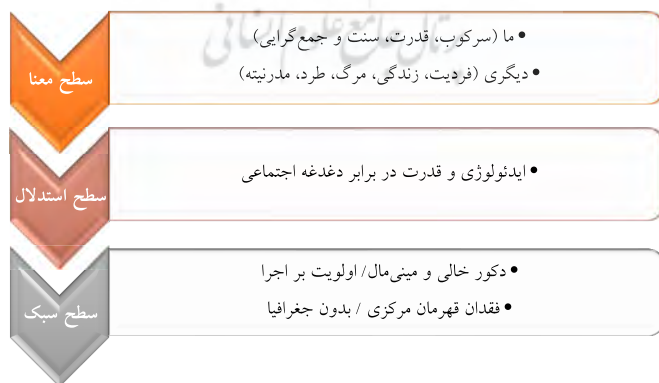 سطح معنا
• ما (سرکوب، قدرت، سنت و جمع‌گرایی)
• دیگری (فردیت، زندگی، مرگ، طرد، مدرنیته)
سطح استدلال
• ایدئولوژی و قدرت در برابر دغدغه اجتماعی
سطح سبک
• دکور خالی و مینی‌مال/ اولویت بر اجرا
• فقدان قهرمان مرکزی / بدون جغرافیا